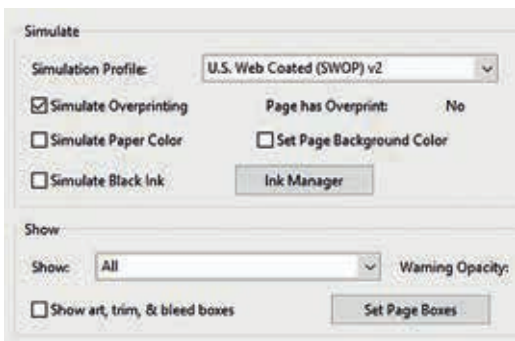 Simulate
Simulation Profile: U.S. Web Coated (SWOP) v2
Simulate Overprinting Page has Overprint: No
Simulate Paper Color Set Page Background Color
Simulate Black Ink Ink Manager
Show
Show: All Warning Opacity:
Show art, trim, & bleed boxes Set Page Boxes